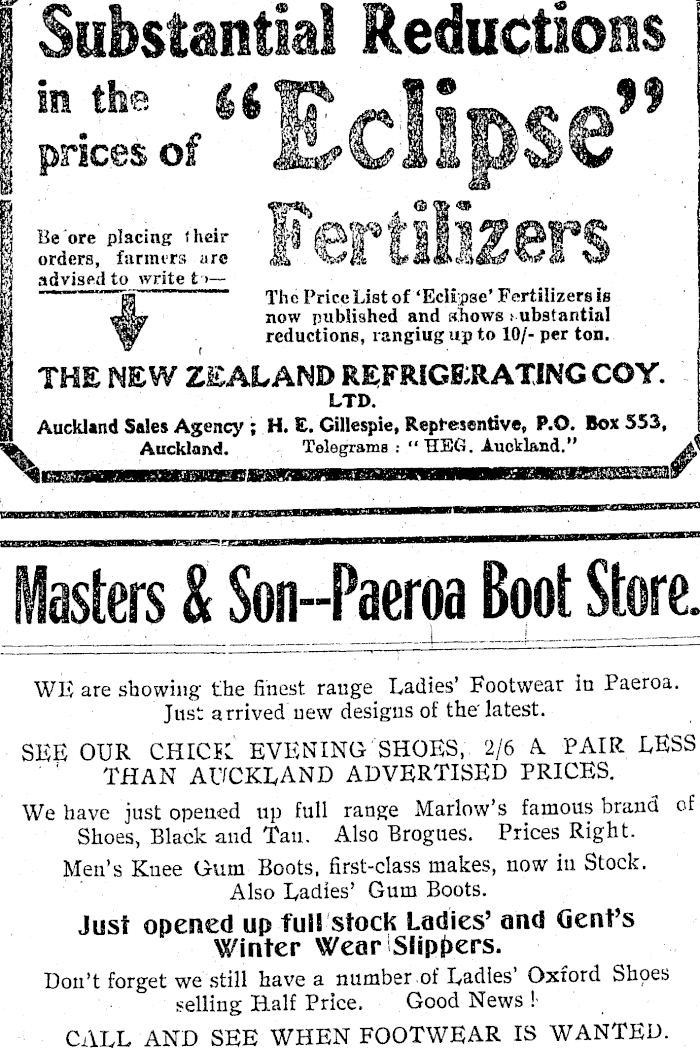 Substantial Reductions
in the
prices of
“Eclipse”
Fertilizers
Be ore placing their
orders, farmers are
advised to write to—
The Price List of ‘Eclipse’ Fertilizers is
now published and shows substantial
reductions, rangiug up to 10/- per ton.
THE NEW ZEALAND REFRIGERATING COY.
LTD.
Auckland Sales Agency ; H. E. Gillespie, Representive, P.O. Box 553,
Auckland. Telegrams : “ HEG. Auckland.”
Masters & Son--Paeroa Boot Store.
WE are showing the finest range Ladies’ Footwear in Paeroa.
Just arrived new designs of the latest.
SEE OUR CHICK EVENING SHOES, 2/6 A PAIR LESS
THAN AUCKLAND ADVERTISED PRICES.
We have just opened up full range Marlow’s famous brand of
Shoes, Black and Tan. Also Brogues. Prices Right.
Men’s Knee Gum Boots, first-class makes, now in Stock.
Also Ladies’ Gum Boots.
Just opened up full stock Ladies’ and Gent’s
Winter Wear Slippers.
Don’t forget we still have a number of Ladies’ Oxford Shoes
selling Half Price. Good News !
CALL AND SEE WHEN FOOTWEAR IS WANTED.